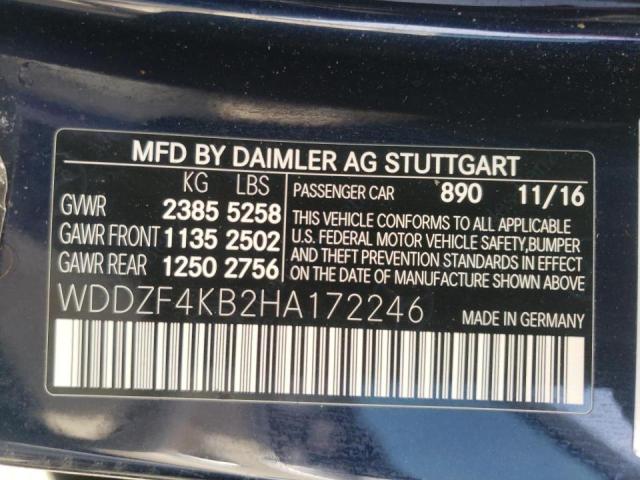 MFD BY DAIMLER AG STUTTGART
KG LBS
GVWR 2385 5258
GAWR FRONT 1135 2502
GAWR REAR 1250 2756
PASSENGER CAR 890 11/16
THIS VEHICLE CONFORMS TO ALL APPLICABLE
U.S. FEDERAL MOTOR VEHICLE SAFETY,BUMPER
AND THEFT PREVENTION STANDARDS IN EFFECT
ON THE DATE OF MANUFACTURE SHOWN ABOVE
WDDZF4KB2HA172246
MADE IN GERMANY